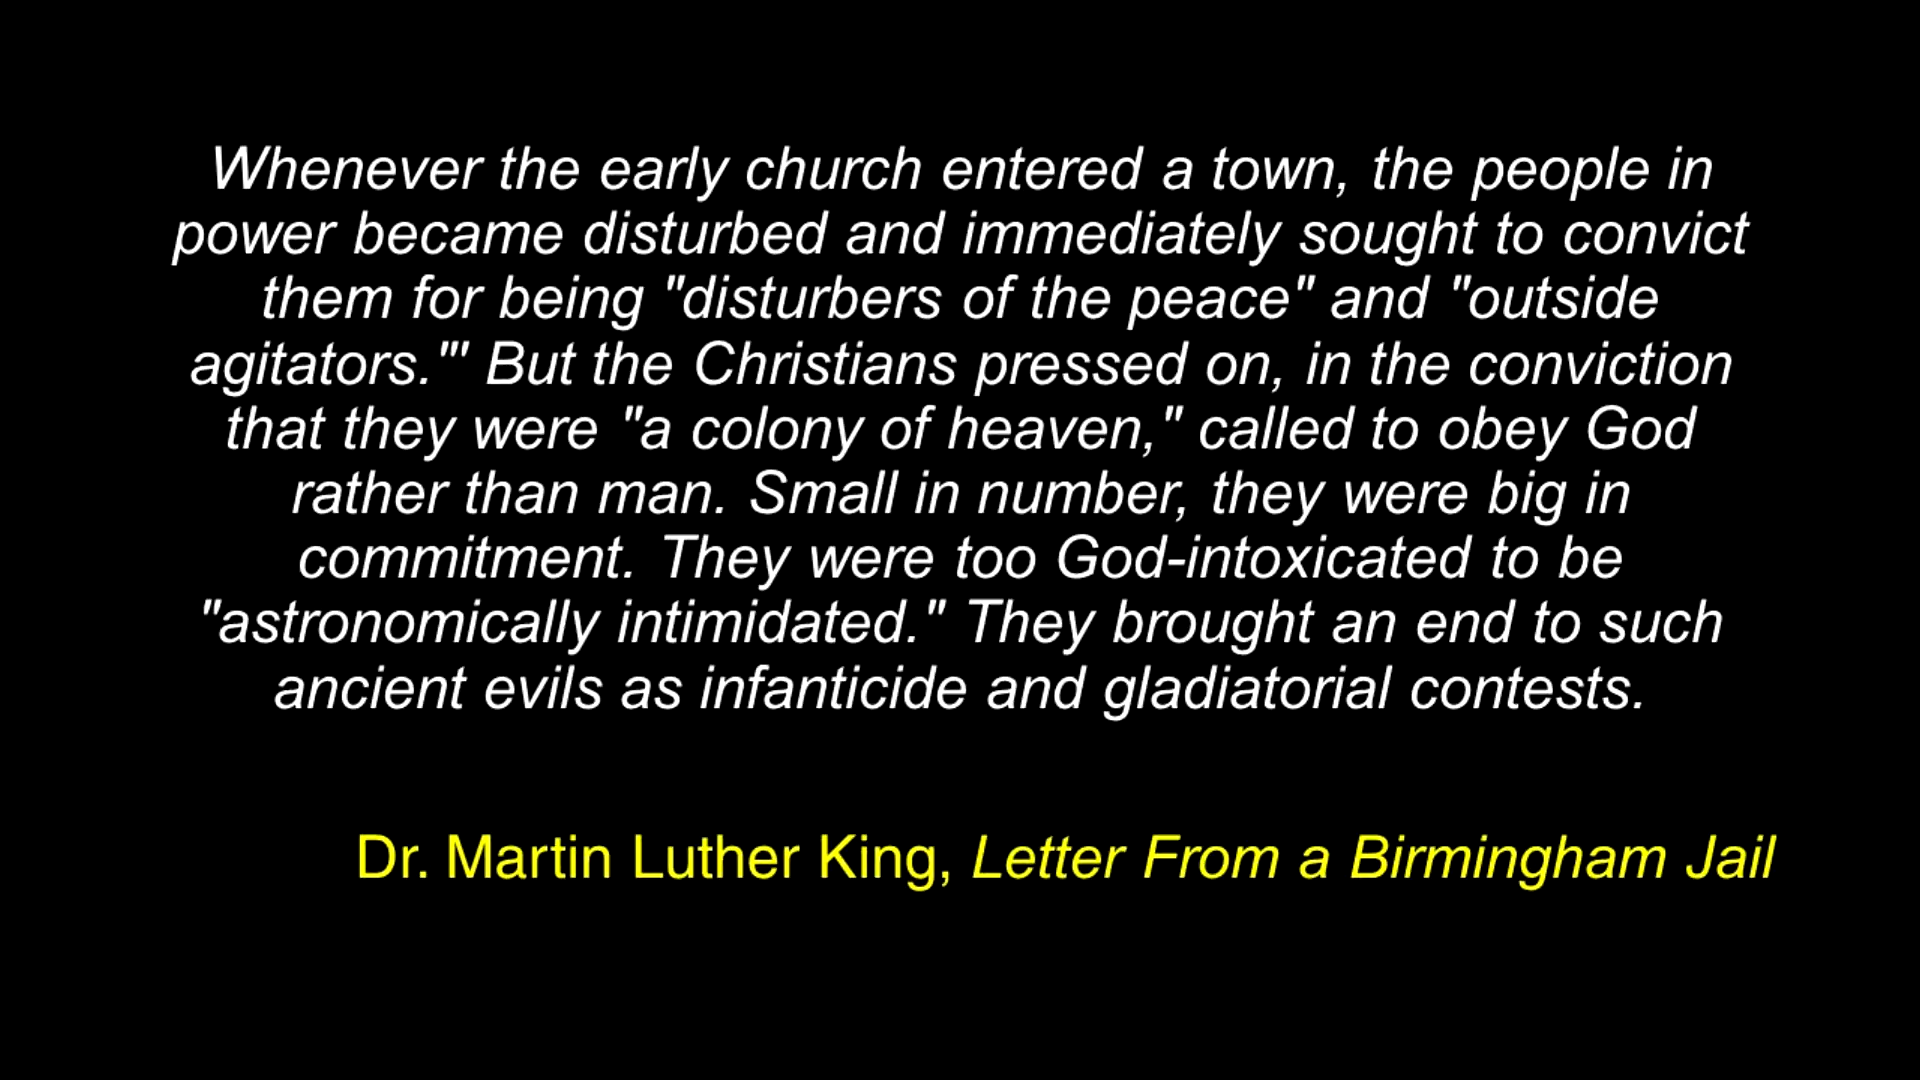 Whenever the early church entered a town, the people in
power became disturbed and immediately sought to convict
them for being "disturbers of the peace" and "outside
agitators."' But the Christians pressed on, in the conviction
that they were "a colony of heaven," called to obey God
rather than man. Small in number, they were big in
commitment. They were too God-intoxicated to be
"astronomically intimidated." They brought an end to such
ancient evils as infanticide and gladiatorial contests.
Dr. Martin Luther King, Letter From a Birmingham Jail